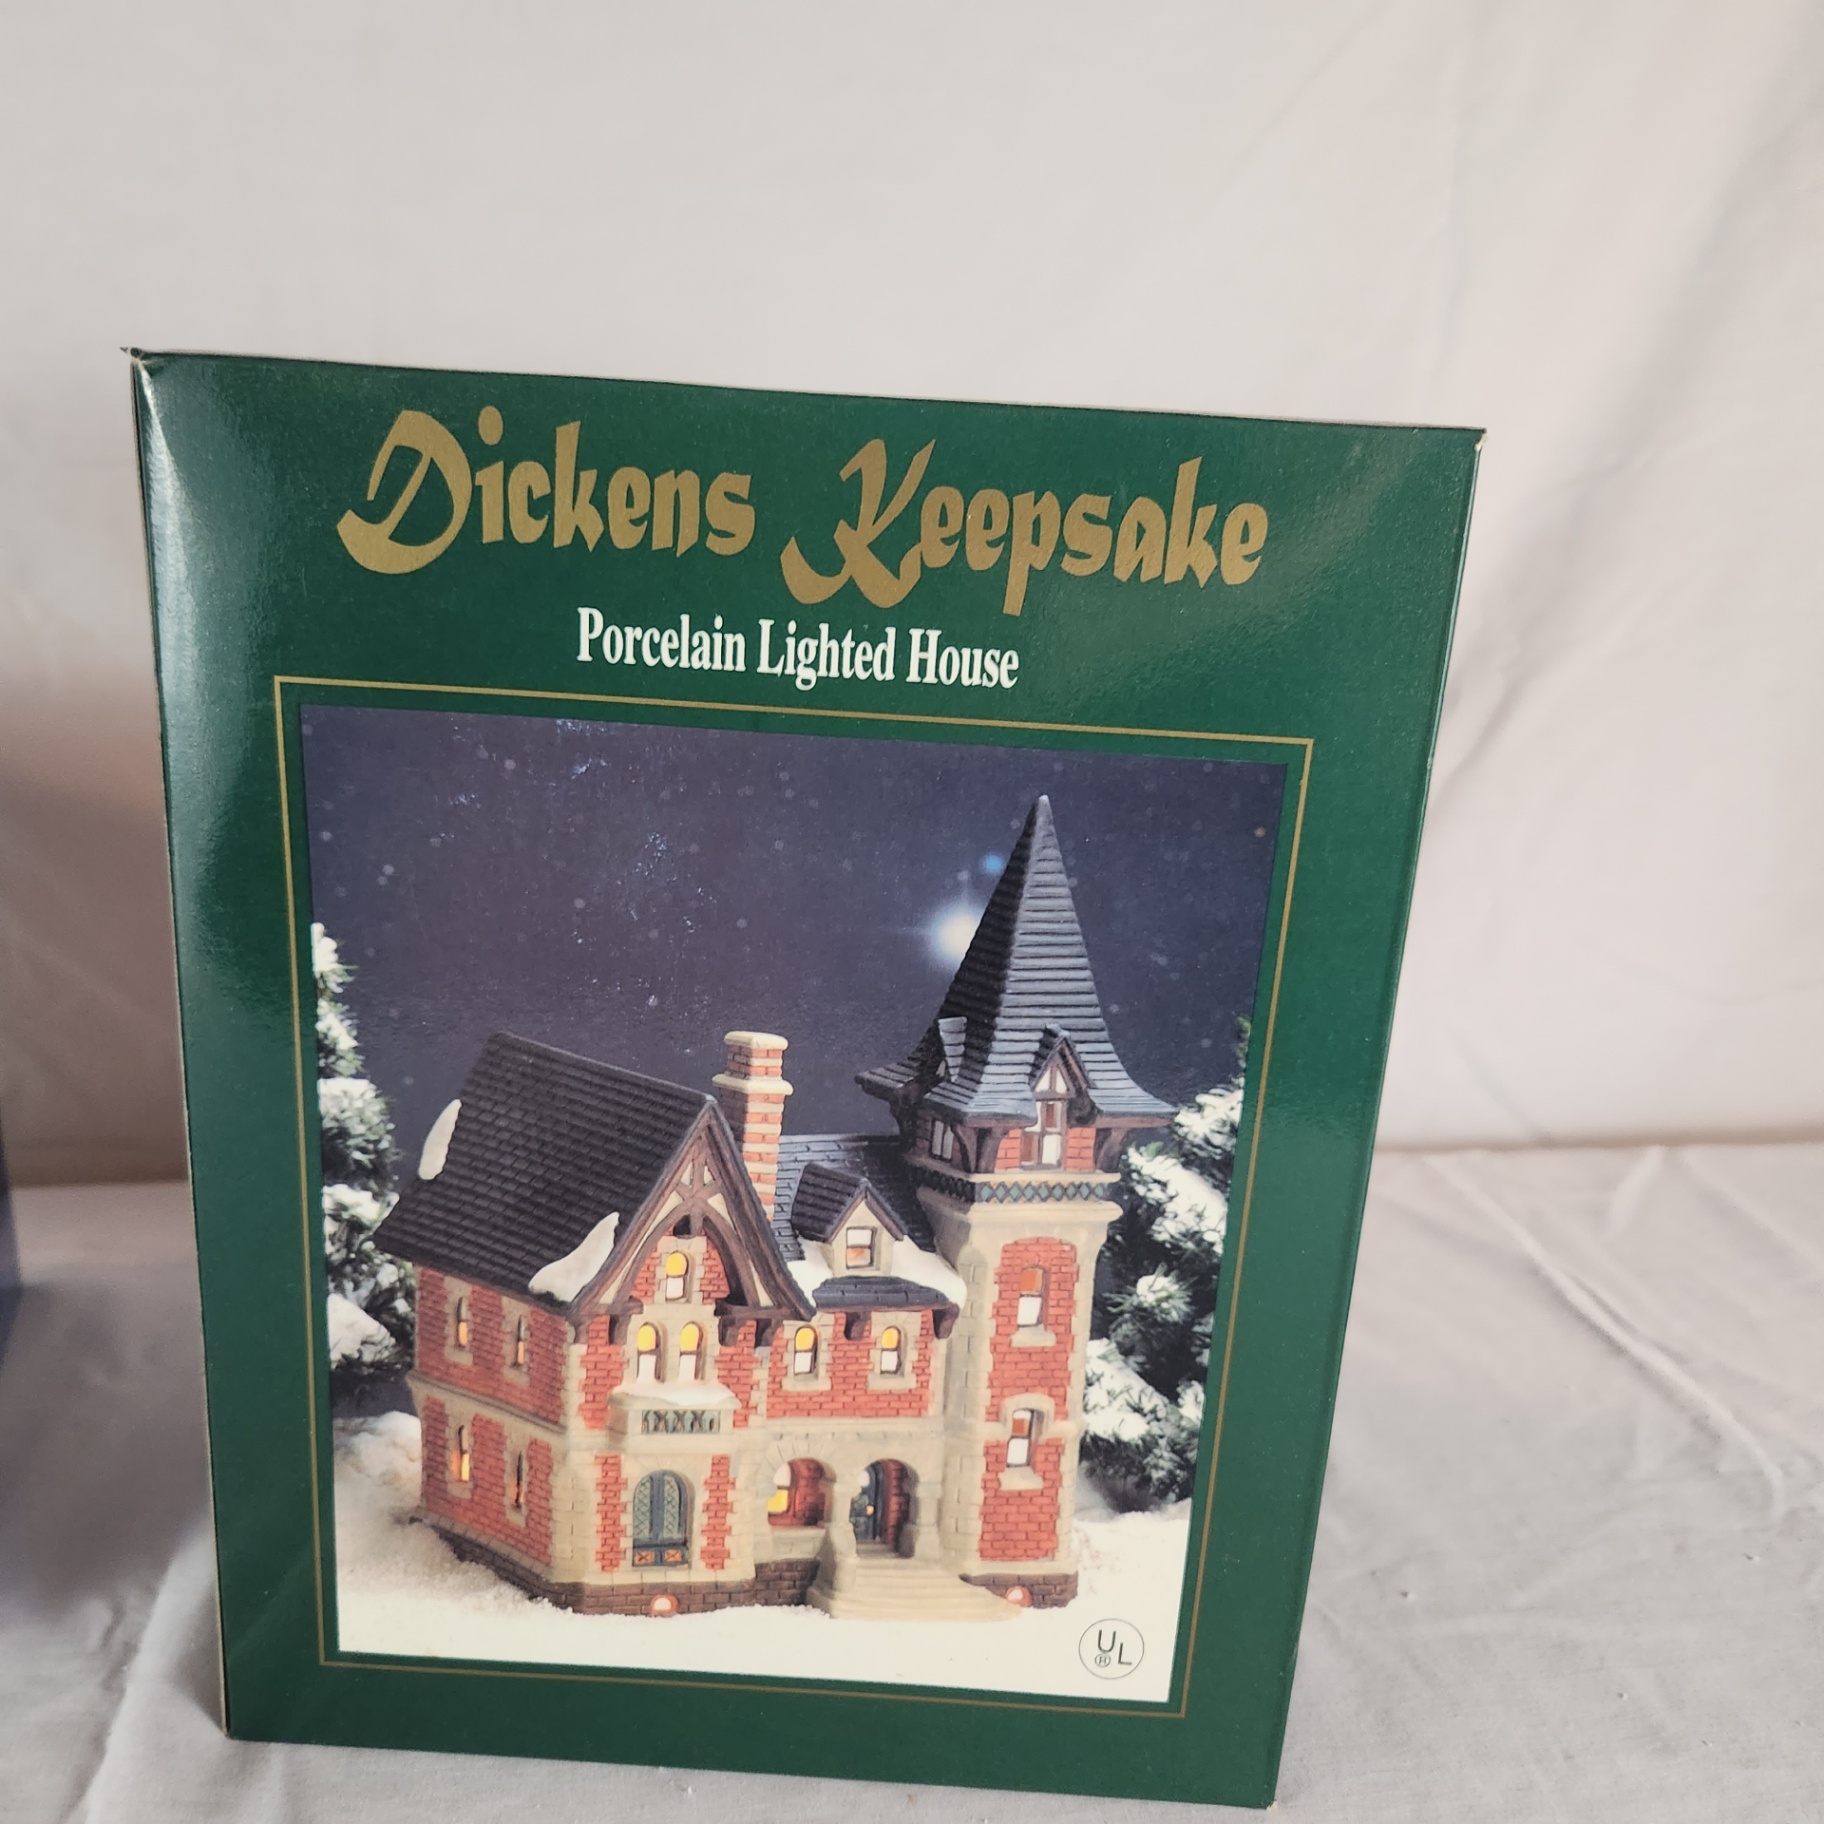 Dickens Keepsake
Porcelain Lighted House
UL
®